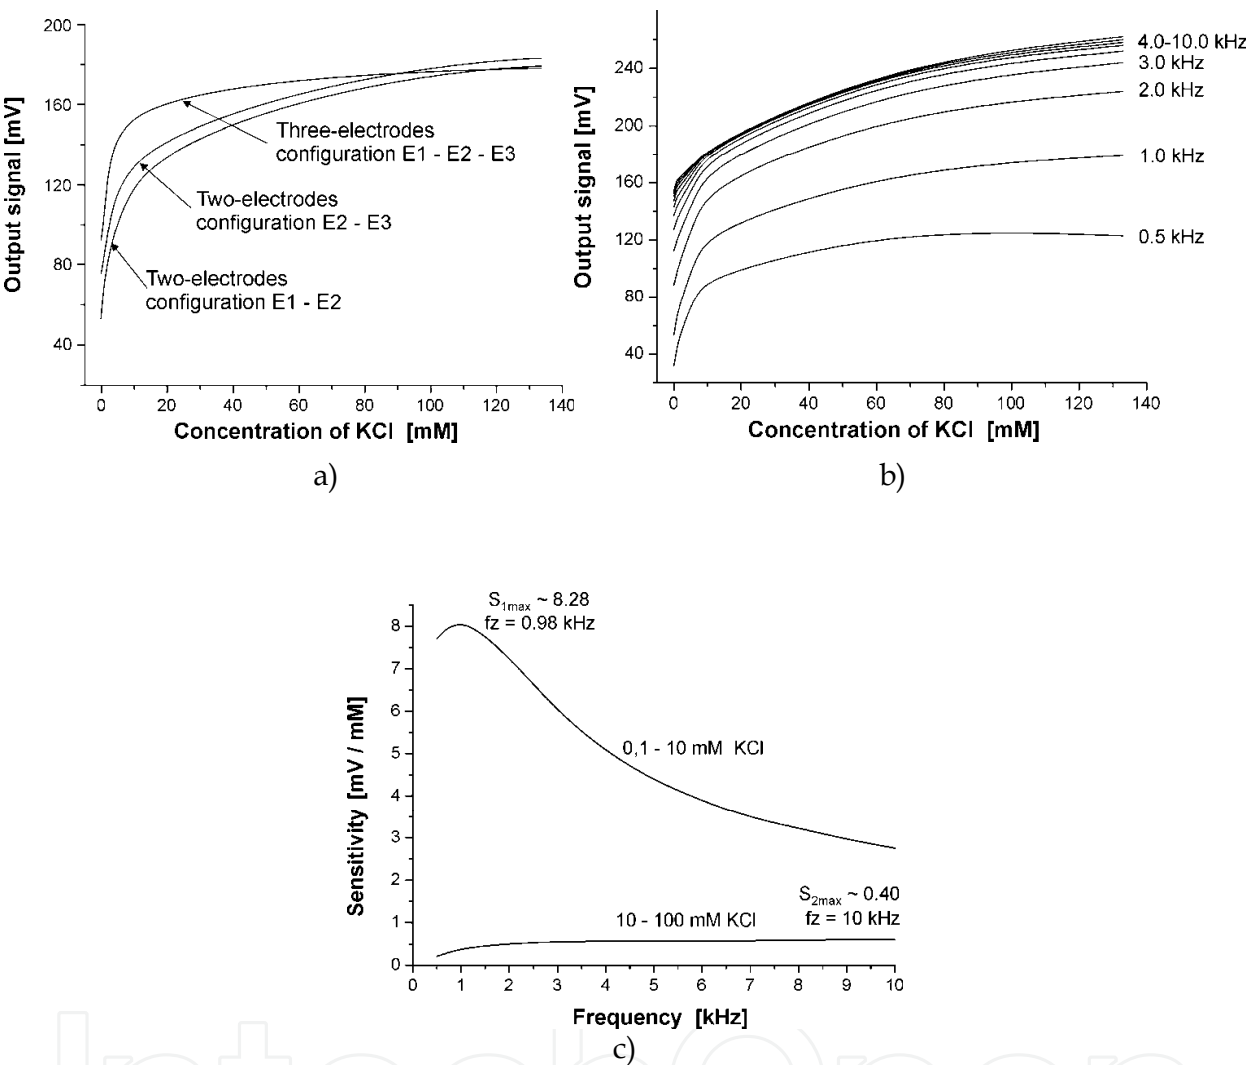 200
160
120
80
40
0
20
40
60
80
100
120
140
Output signal [mV]
Concentration of KCl [mM]
Three-electrodes
configuration E1 - E2 - E3
Two-electrodes
configuration E2 - E3
Two-electrodes
configuration E1 - E2
a)
240
200
160
120
80
40
0
20
40
60
80
100
120
140
Output signal [mV]
Concentration of KCl [mM]
4.0-10.0 kHz
3.0 kHz
2.0 kHz
1.0 kHz
0.5 kHz
b)
S1max ~ 8.28
fz = 0.98 kHz
8
7
6
5
4
3
2
1
0
0
1
2
3
4
5
6
7
8
9
10
Sensitivity [mV / mM]
0,1 - 10 mM KCl
S2max ~ 0.40
fz = 10 kHz
10 - 100 mM KCl
Frequency [kHz]
c)
IntechOpen